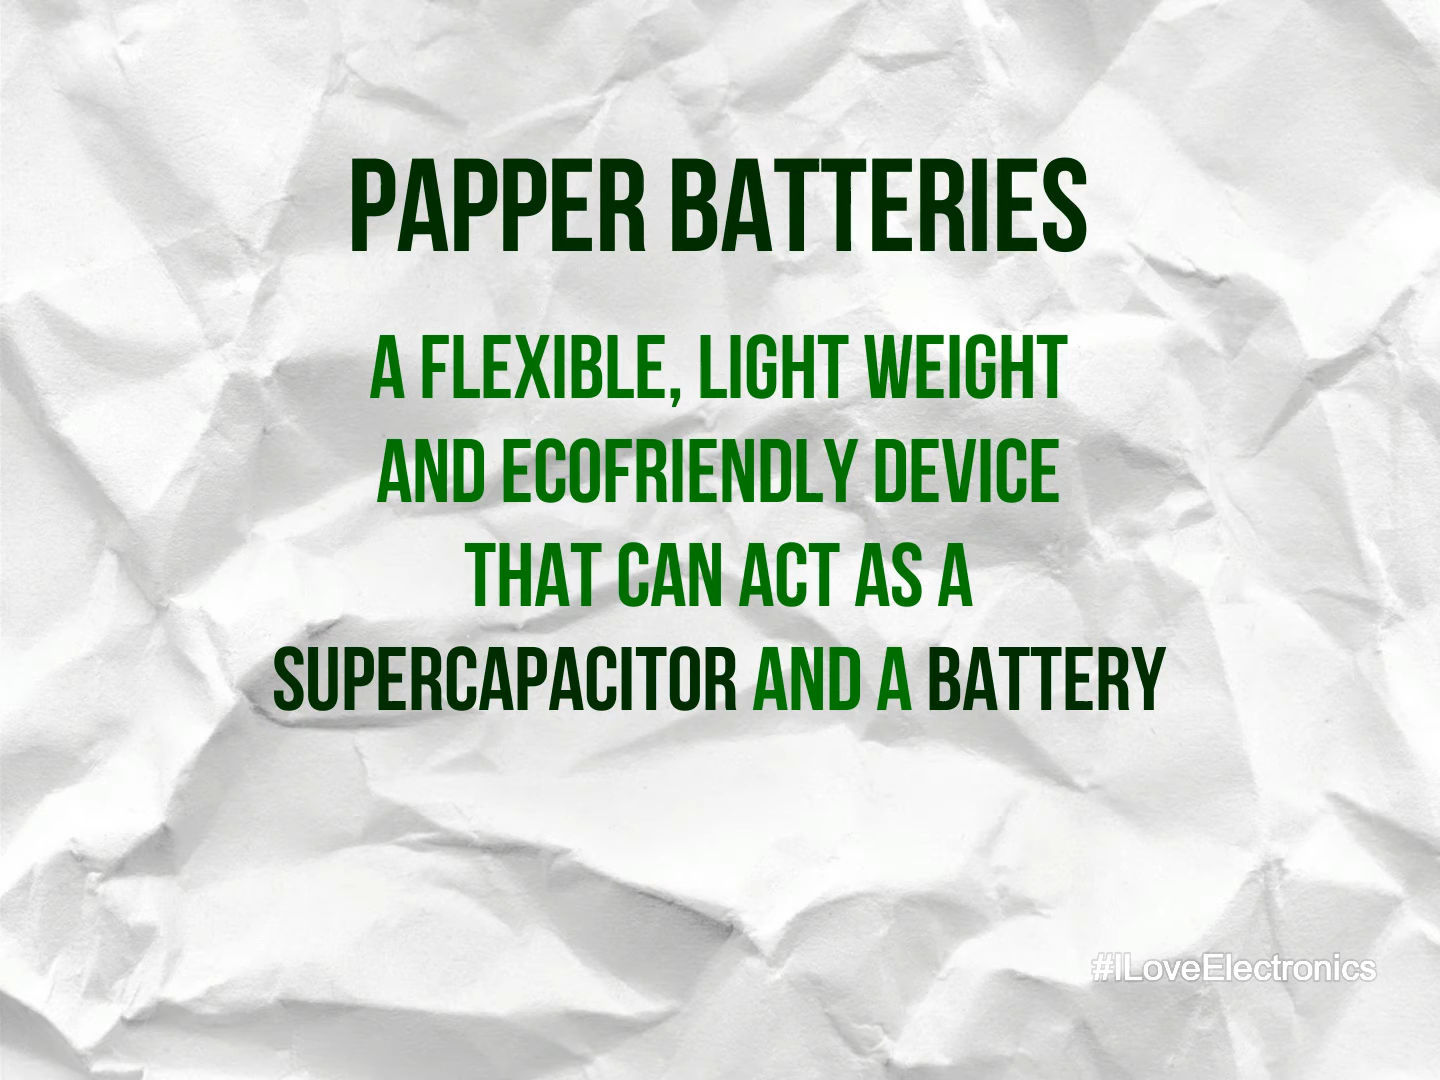 PAPPER BATTERIES
A FLEXIBLE, LIGHT WEIGHT
AND ECOFRIENDLY DEVICE
THAT CAN ACT AS A
SUPERCAPACITOR AND A BATTERY
#ILoveElectronics